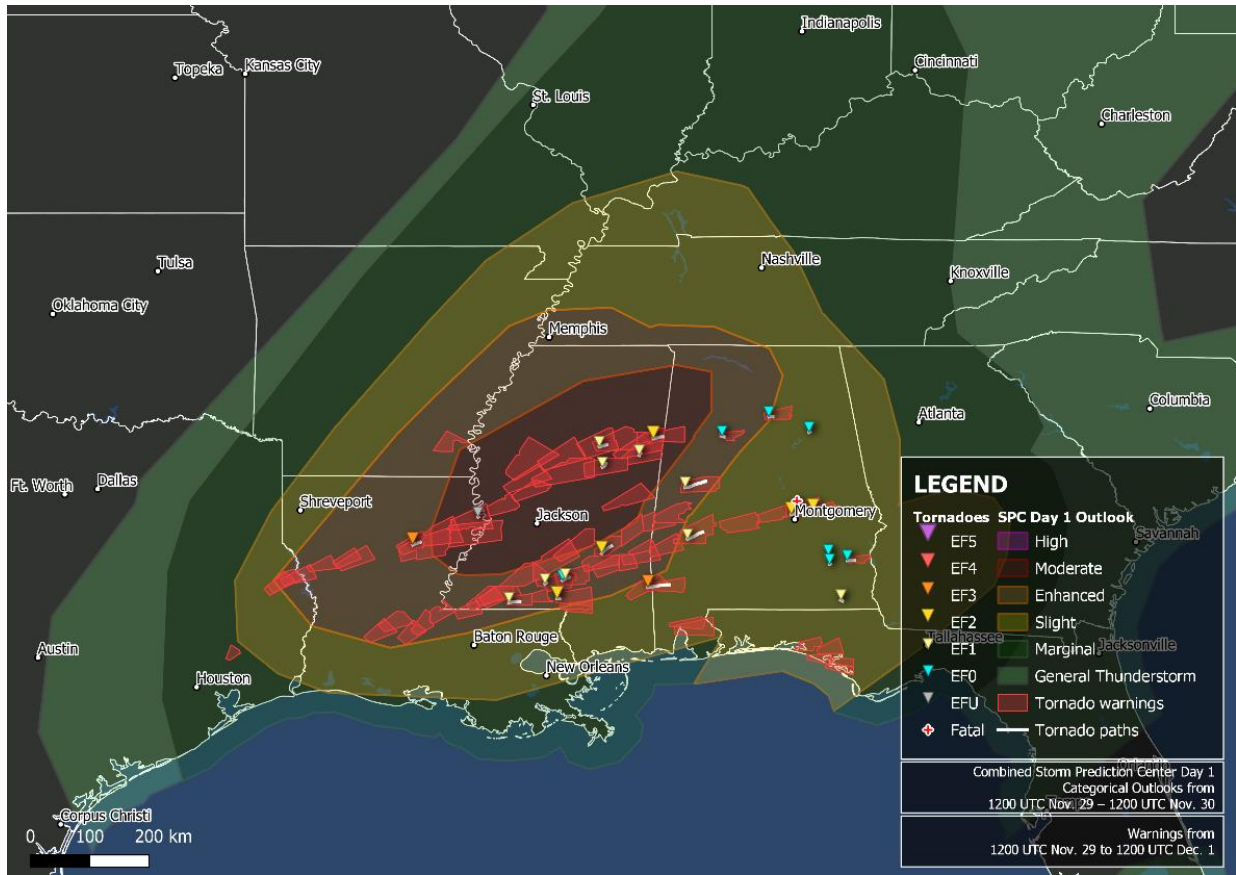 Indianapolis
Cincinnati
Topeka
Kansas City
St. Louis
Charleston
Tulsa
Nashville
Knoxville
Oklahoma City
Memphis
Columbia
Atlanta
Ft. Worth
Dallas
Shreveport
Jackson
Montgomery
Savannah
Baton Rouge
Tallahassee
Jacksonville
Austin
New Orleans
Houston
Orlando
Corpus Christi
0 100 200 km
LEGEND
Tornadoes SPC Day 1 Outlook
EF5 High
EF4 Moderate
EF3 Enhanced
EF2 Slight
EF1 Marginal
EF0 General Thunderstorm
EFU Tornado warnings
Fatal Tornado paths
Combined Storm Prediction Center Day 1
Categorical Outlooks from
1200 UTC Nov. 29 – 1200 UTC Nov. 30
Warnings from
1200 UTC Nov. 29 to 1200 UTC Dec. 1